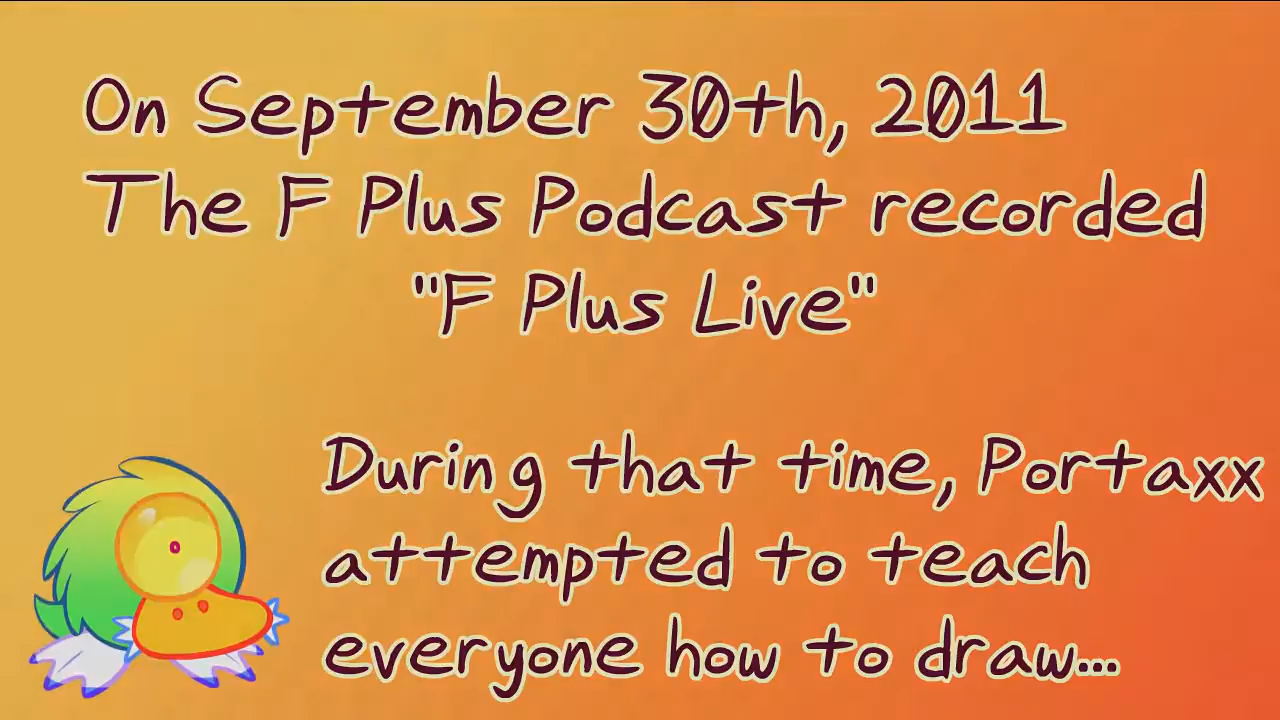 On September 30th, 2011
The F Plus Podcast recorded
"F Plus Live"
During that time, Portaxx
attempted to teach
everyone how to draw...